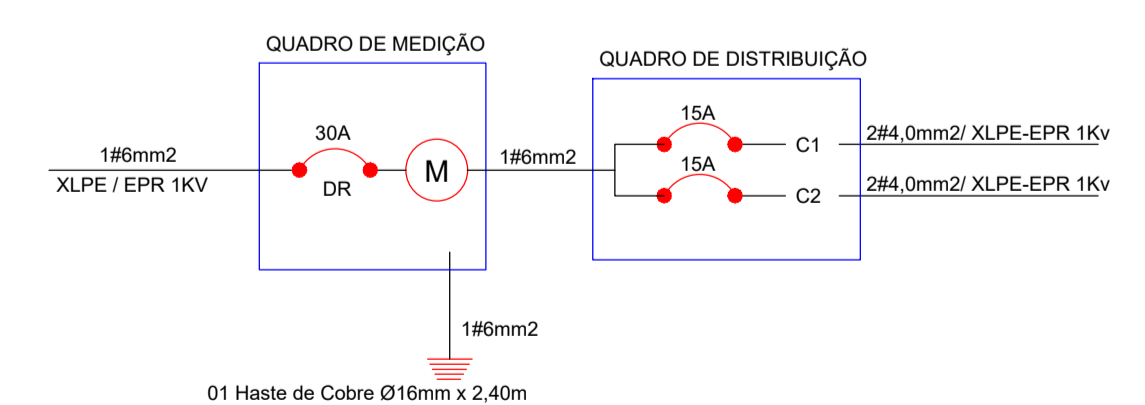 QUADRO DE MEDIÇÃO
QUADRO DE DISTRIBUIÇÃO
1#6mm2
XLPE / EPR 1KV
30A
DR
M
1#6mm2
15A
C1
2#4,0mm2/ XLPE-EPR 1Kv
15A
C2
2#4,0mm2/ XLPE-EPR 1Kv
1#6mm2
01 Haste de Cobre Ø16mm x 2,40m